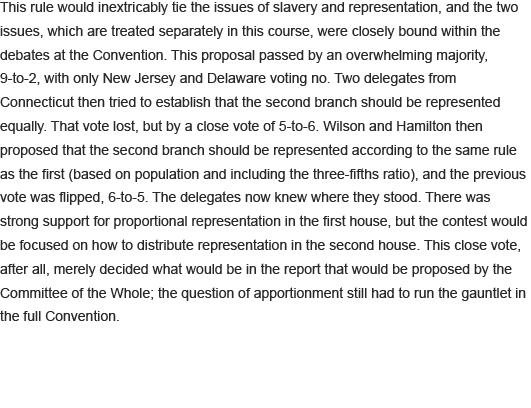 This rule would inextricably tie the issues of slavery and representation, and the two
issues, which are treated separately in this course, were closely bound within the
debates at the Convention. This proposal passed by an overwhelming majority,
9-to-2, with only New Jersey and Delaware voting no. Two delegates from
Connecticut then tried to establish that the second branch should be represented
equally. That vote lost, but by a close vote of 5-to-6. Wilson and Hamilton then
proposed that the second branch should be represented according to the same rule
as the first (based on population and including the three-fifths ratio), and the previous
vote was flipped, 6-to-5. The delegates now knew where they stood. There was
strong support for proportional representation in the first house, but the contest would
be focused on how to distribute representation in the second house. This close vote,
after all, merely decided what would be in the report that would be proposed by the
Committee of the Whole; the question of apportionment still had to run the gauntlet in
the full Convention.